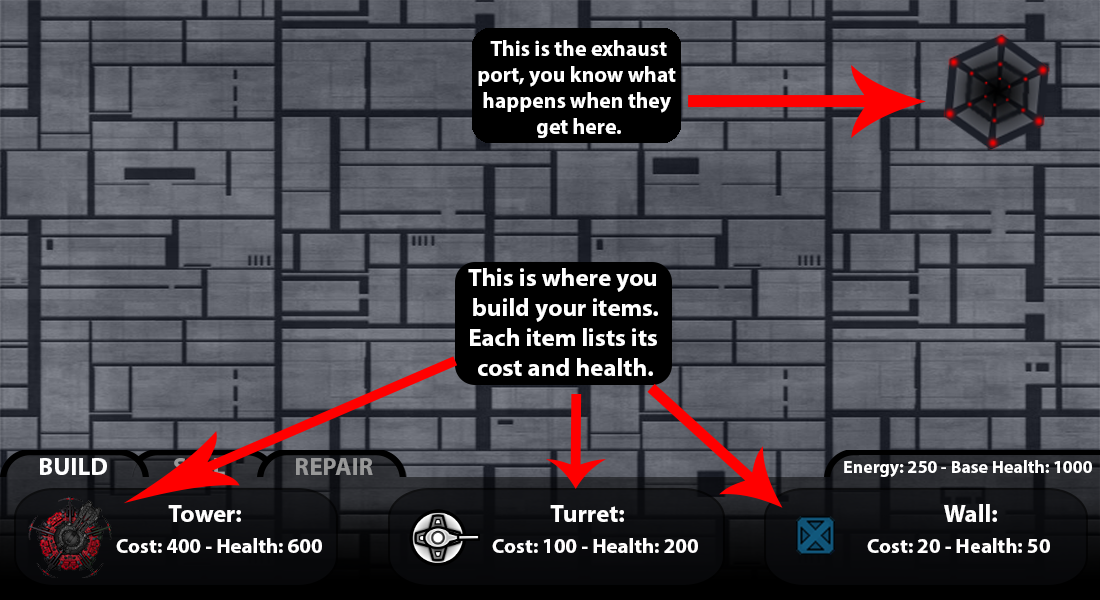 This is the exhaust
port, you know what
happens when they
get here.
This is where you
build your items.
Each item lists its
cost and health.
BUILD
REPAIR
Energy: 250 - Base Health: 1000
Tower:
Cost: 400 - Health: 600
Turret:
Cost: 100 - Health: 200
Wall:
Cost: 20 - Health: 50